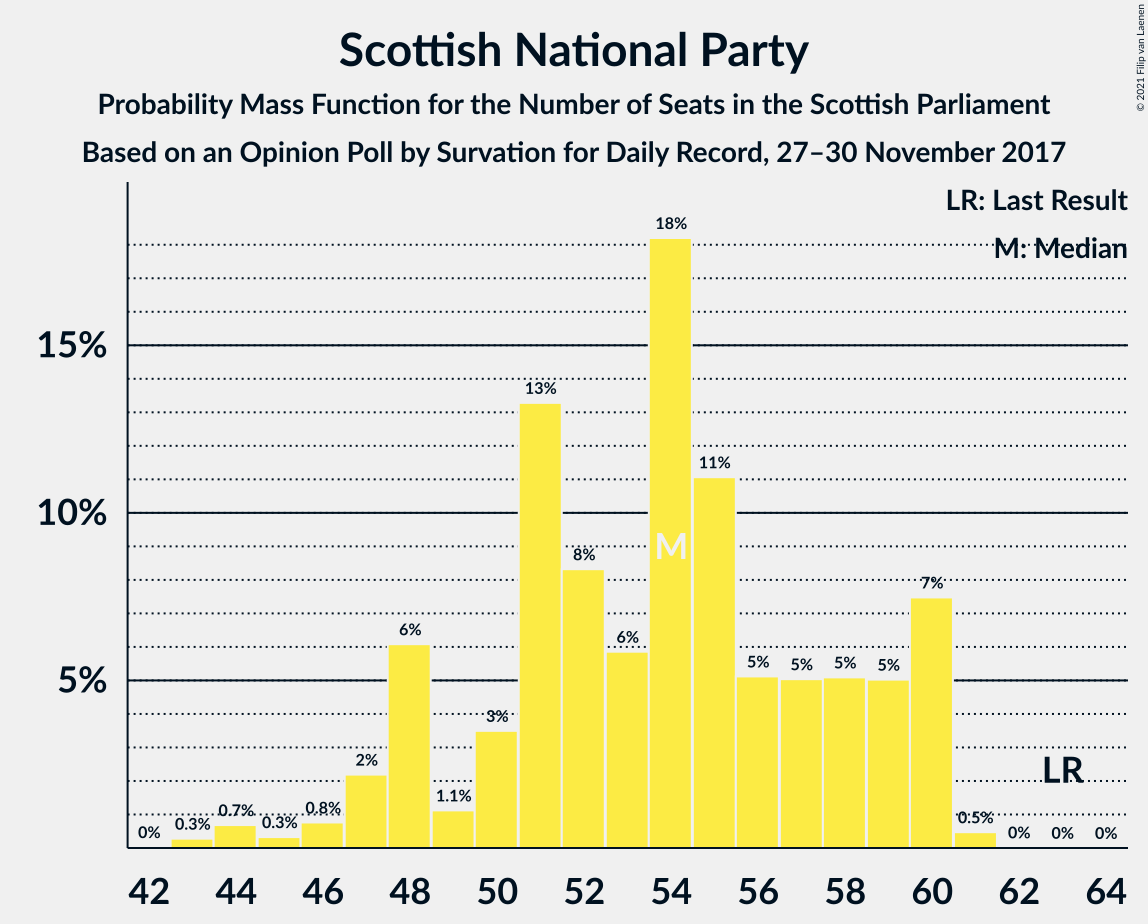 Scottish National Party
Probability Mass Function for the Number of Seats in the Scottish Parliament
Based on an Opinion Poll by Survation for Daily Record, 27–30 November 2017
© 2021 Filip van Laenen
LR: Last Result
M: Median
15%
10%
5%
0%
0.3%
0.7%
0.3%
0.8%
2%
6%
1.1%
3%
13%
8%
6%
18%
M
11%
5%
5%
5%
5%
7%
0.5%
0%
0%
0%
LR
42 44 46 48 50 52 54 56 58 60 62 64